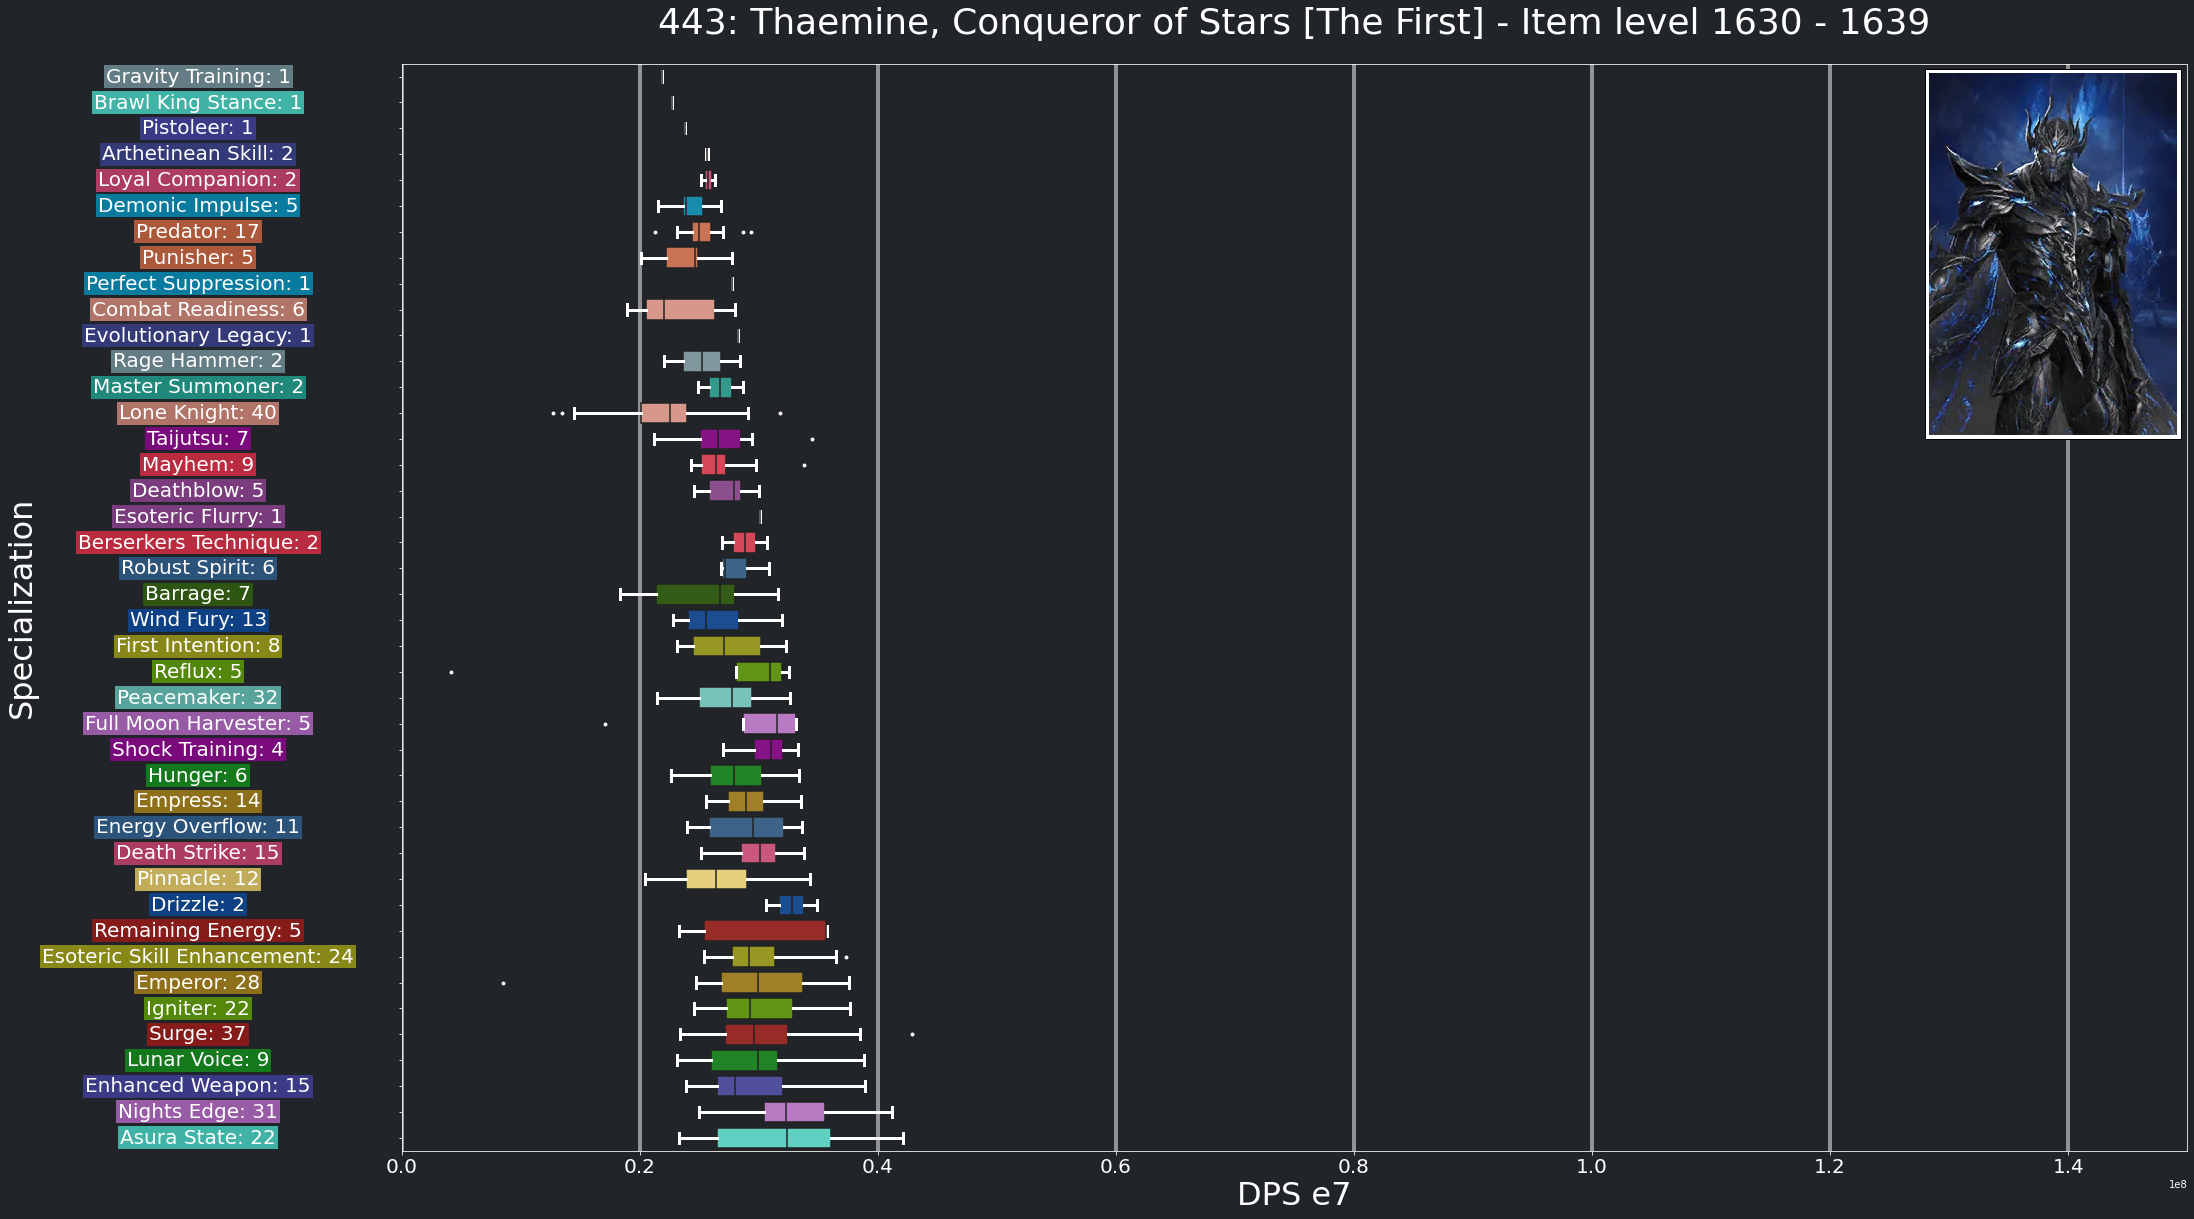 443: Thaemine, Conqueror of Stars [The First] - Item level 1630 - 1639
Gravity Training: 1
Brawl King Stance: 1
Pistoleer: 1
Arthetinean Skill: 2
Loyal Companion: 2
Demonic Impulse: 5
Predator: 17
Punisher: 5
Perfect Suppression: 1
Combat Readiness: 6
Evolutionary Legacy: 1
Rage Hammer: 2
Master Summoner: 2
Lone Knight: 40
Taijutsu: 7
Mayhem: 9
Deathblow: 5
Esoteric Flurry: 1
Berserkers Technique: 2
Robust Spirit: 6
Barrage: 7
Wind Fury: 13
First Intention: 8
Reflux: 5
Peacemaker: 32
Full Moon Harvester: 5
Shock Training: 4
Hunger: 6
Empress: 14
Energy Overflow: 11
Death Strike: 15
Pinnacle: 12
Drizzle: 2
Remaining Energy: 5
Esoteric Skill Enhancement: 24
Emperor: 28
Igniter: 22
Surge: 37
Lunar Voice: 9
Enhanced Weapon: 15
Nights Edge: 31
Asura State: 22
Specialization
0.0 0.2 0.4 0.6 0.8 1.0 1.2 1.4
DPS e7
1e8